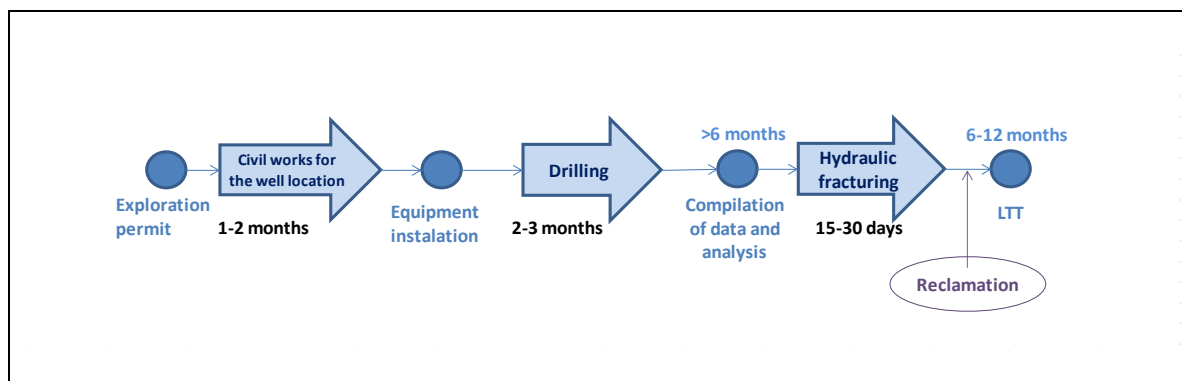 >6 months
6-12 months
Civil works for
the well location
Drilling
Hydraulic
fracturing
Exploration
permit
1-2 months
Equipment
instalation
2-3 months
Compilation
of data and
analysis
15-30 days
LTT
Reclamation